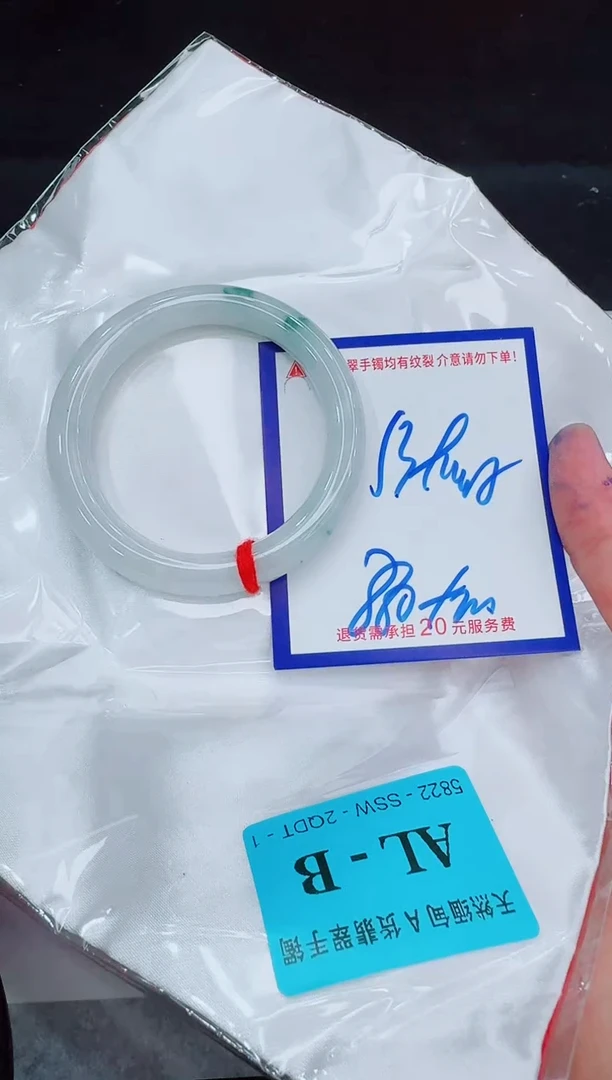 翠手镯均有纹裂 介意请勿下单!
退货需承担 20 元服务费
天然缅甸 A 货翡翠手镯
AL - B
5822 - SSW - 2QDT - 1